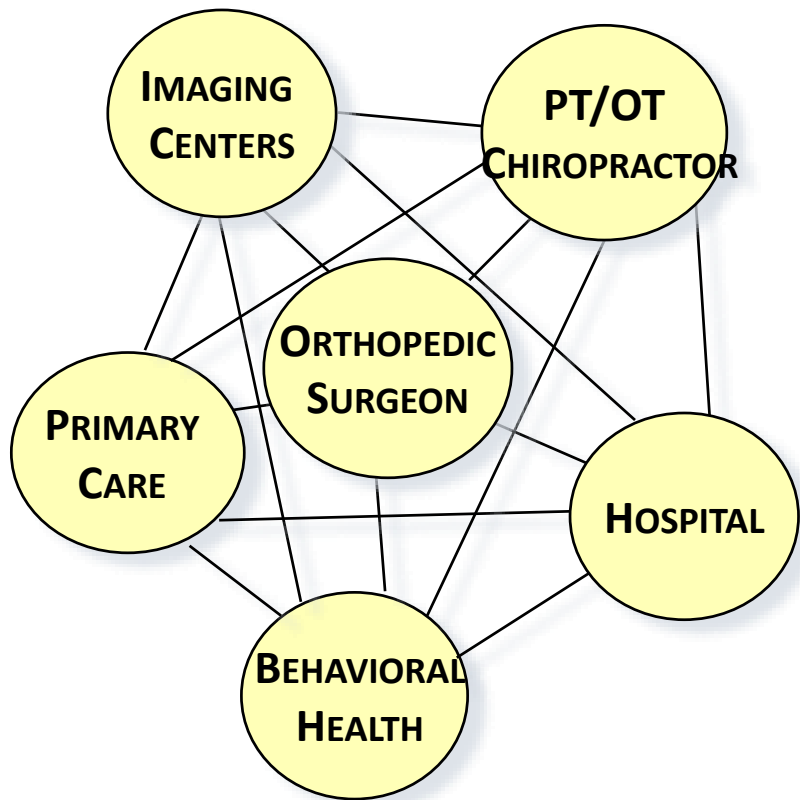 IMAGING
CENTERS
PT/OT
CHIROPRACTOR
ORTHOPEDIC
SURGEON
PRIMARY
CARE
HOSPITAL
BEHAVIORAL
HEALTH